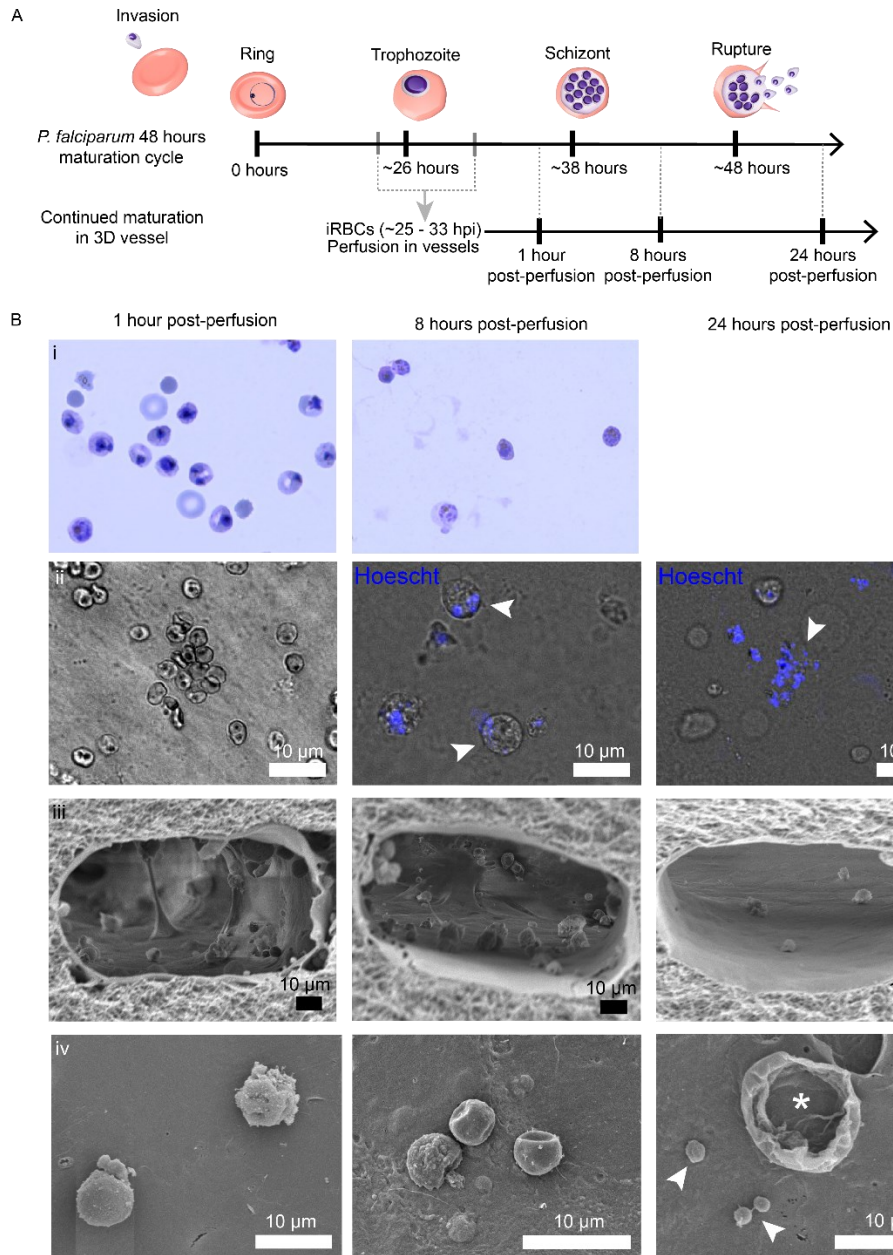 A
Invasion
Ring
Trophozoite
Schizont
Rupture
P. falciparum 48 hours
maturation cycle
0 hours
~26 hours
~38 hours
~48 hours
Continued maturation
in 3D vessel
iRBCs (~25 - 33 hpi)
Perfusion in vessels
1 hour
post-perfusion
8 hours
post-perfusion
24 hours
post-perfusion
B
1 hour post-perfusion
8 hours post-perfusion
24 hours post-perfusion
i
ii
Hoescht
Hoescht
10 µm
10 µm
10 µ
iii
10 µm
10 µm
10 µ
iv
*
10 µm
10 µm
10 µ